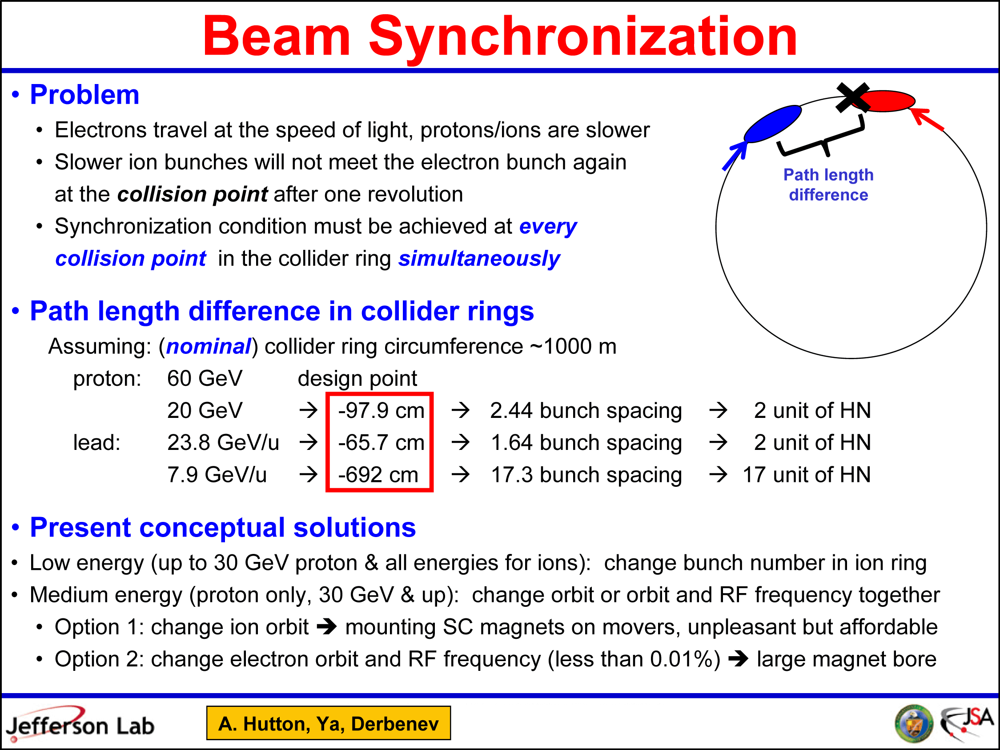 Beam Synchronization
• Problem
• Electrons travel at the speed of light, protons/ions are slower
• Slower ion bunches will not meet the electron bunch again
at the collision point after one revolution
• Synchronization condition must be achieved at every
collision point in the collider ring simultaneously
Path length
difference
• Path length difference in collider rings
Assuming: (nominal) collider ring circumference ~1000 m
proton: 60 GeV design point
20 GeV → -97.9 cm → 2.44 bunch spacing → 2 unit of HN
lead: 23.8 GeV/u → -65.7 cm → 1.64 bunch spacing → 2 unit of HN
7.9 GeV/u → -692 cm → 17.3 bunch spacing → 17 unit of HN
• Present conceptual solutions
• Low energy (up to 30 GeV proton & all energies for ions): change bunch number in ion ring
• Medium energy (proton only, 30 GeV & up): change orbit or orbit and RF frequency together
• Option 1: change ion orbit ➔ mounting SC magnets on movers, unpleasant but affordable
• Option 2: change electron orbit and RF frequency (less than 0.01%) ➔ large magnet bore
Jefferson Lab
A. Hutton, Ya, Derbenev
JSA